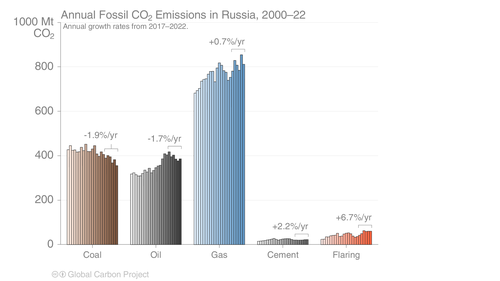 Annual Fossil CO₂ Emissions in Russia, 2000–22
1000 Mt
CO₂
Annual growth rates from 2017–2022.
+0.7%/yr
800
600
-1.9%/yr
-1.7%/yr
400
200
+2.2%/yr
+6.7%/yr
0
Coal
Oil
Gas
Cement
Flaring
Global Carbon Project